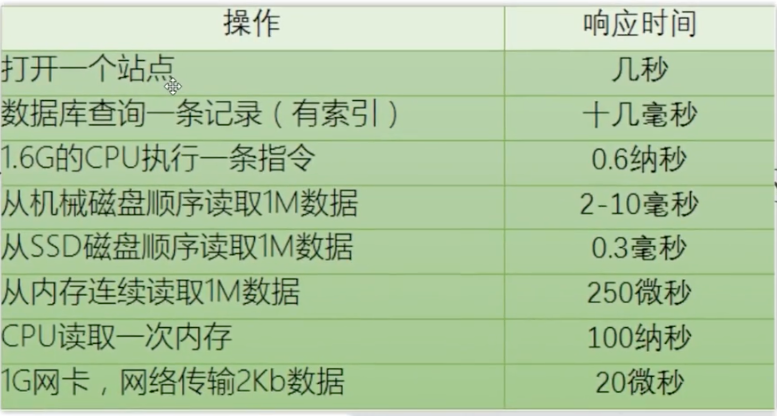 操作 响应时间
打开一个站点 几秒
数据库查询一条记录（有索引） 十几毫秒
1.6G的CPU执行一条指令 0.6纳秒
从机械磁盘顺序读取1M数据 2-10毫秒
从SSD磁盘顺序读取1M数据 0.3毫秒
从内存连续读取1M数据 250微秒
CPU读取一次内存 100纳秒
1G网卡，网络传输2Kb数据 20微秒